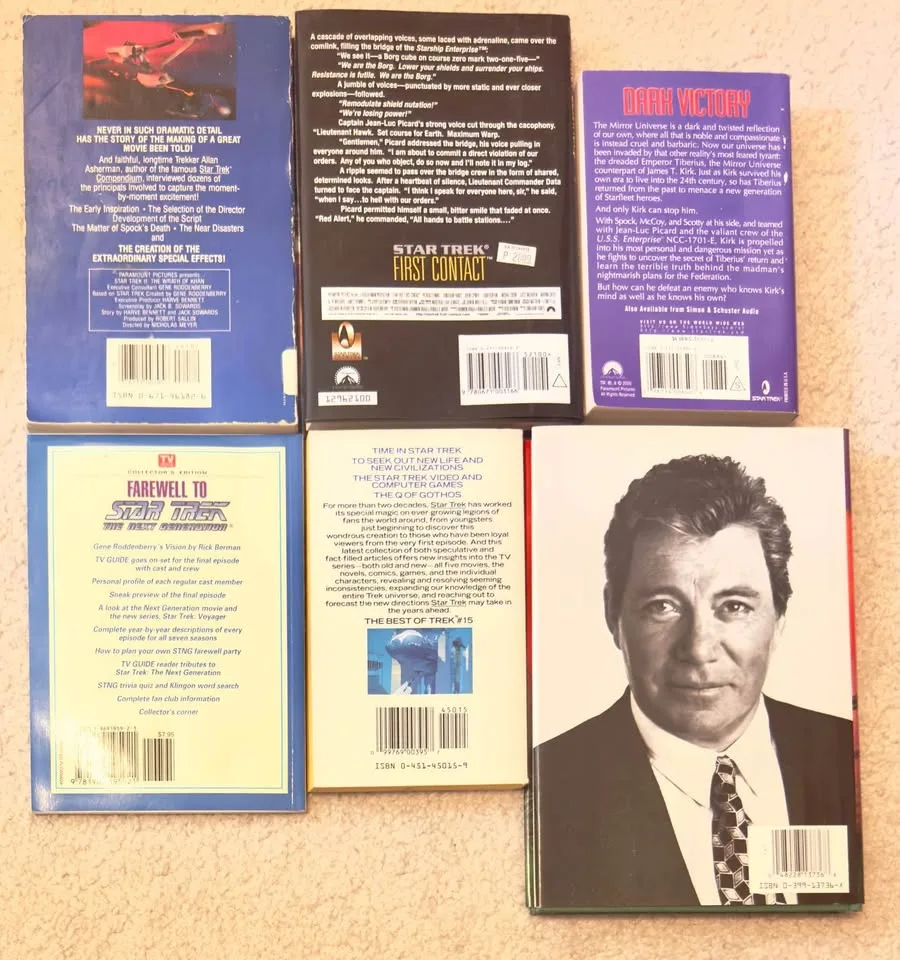 NEVER IN SUCH DRAMATIC DETAIL
HAS THE STORY OF THE MAKING OF A GREAT
MOVIE BEEN TOLD!
And faithful, longtime Trekker Allan
Asherman, author of the famous Star Trek
Compendium, interviewed dozens of
the principals involved to capture the moment-
by-moment excitement!
The Early Inspiration • The Selection of the Director
Development of the Script
The Matter of Spock's Death • The Near Disasters
and
THE CREATION OF THE
EXTRAORDINARY SPECIAL EFFECTS!
PARAMOUNT PICTURES presents
STAR TREK II: THE WRATH OF KHAN
Executive Consultant GENE RODDENBERRY
Based on STAR TREK Created by GENE RODDENBERRY
Executive Producer HARVE BENNETT
Screenplay by JACK B. SOWARDS
Story by HARVE BENNETT and JACK SOWARDS
Produced by ROBERT SALLIN
Directed by NICHOLAS MEYER
ISBN 0-671-46182-6
A cascade of overlapping voices, some laced with adrenaline, came over the
comlink, filling the bridge of the Starship Enterprise™:
"We see it—a Borg cube on course zero mark two-one-five—"
"We are the Borg. Lower your shields and surrender your ships.
Resistance is futile. We are the Borg."
A jumble of voices—punctuated by more static and ever closer
explosions—followed.
"Remodulate shield nutation!"
"We're losing power!"
Captain Jean-Luc Picard's strong voice cut through the cacophony.
"Lieutenant Hawk. Set course for Earth. Maximum Warp.
"Gentlemen," Picard addressed the bridge, his voice pulling in
everyone around him. "I am about to commit a direct violation of our
orders. Any of you who object, do so now and I'll note it in my log."
A ripple seemed to pass over the bridge crew in the form of shared,
determined looks. After a heartbeat of silence, Lieutenant Commander Data
turned to face the captain. "I think I speak for everyone here, sir," he said,
"when I say...to hell with our orders."
Picard permitted himself a small, bitter smile that faded at once.
"Red Alert," he commanded, "All hands to battle stations...."
STAR TREK®
FIRST CONTACT™
STAR TREK
52100
9 780671 003166
12962100
DARK VICTORY
The Mirror Universe is a dark and twisted reflection
of our own, where all that is noble and compassionate
is instead cruel and barbaric. Now our universe has
been invaded by that other reality's most feared tyrant:
the dreaded Emperor Tiberius, the Mirror Universe
counterpart of James T. Kirk. Just as Kirk survived his
own era to live into the 24th century, so has Tiberius
returned from the past to menace a new generation
of Starfleet heroes.
And only Kirk can stop him.
With Spock, McCoy, and Scotty at his side, and teamed
with Jean-Luc Picard and the valiant crew of the
U.S.S. Enterprise NCC-1701-E, Kirk is propelled
into his most personal and dangerous mission yet as
he fights to uncover the secret of Tiberius' return and
learn the terrible truth behind the madman's
nightmarish plans for the Federation.
But how can he defeat an enemy who knows Kirk's
mind as well he knows his own?
Also Available from Simon & Schuster Audio
VISIT US ON THE WORLD WIDE WEB
TM, ® & © 2000
Paramount Pictures
All Rights Reserved.
STAR TREK
PRINTED IN U.S.A.
TV
COLLECTOR'S EDITION
FAREWELL TO
STAR TREK
THE NEXT GENERATION
Gene Roddenberry's Vision by Rick Berman
TV GUIDE goes on-set for the final episode
with cast and crew
Personal profile of each regular cast member
Sneak preview of the final episode
A look at the Next Generation movie and
the new series, Star Trek: Voyager
Complete year-by-year descriptions of every
episode for all seven seasons
How to plan your own STNG farewell party
TV GUIDE reader tributes to
Star Trek: The Next Generation
STNG trivia quiz and Klingon word search
Complete fan club information
Collector's corner
$7.95
TIME IN STAR TREK
TO SEEK OUT NEW LIFE AND
NEW CIVILIZATIONS
THE STAR TREK VIDEO AND
COMPUTER GAMES
THE Q OF GOTHOS
For more than two decades, Star Trek has worked
its special magic on ever growing legions of
fans the world around, from youngsters
just beginning to discover this
wondrous creation to those who have been loyal
viewers from the very first episode. And this
latest collection of both speculative and
fact-filled articles offers new insights into the TV
series—both old and new—all five movies, the
novels, comics, games, and the individual
characters, revealing and resolving seeming
inconsistencies, expanding our knowledge of the
entire Trek universe, and reaching out to
forecast the new directions Star Trek may take in
the years ahead.
THE BEST OF TREK #15
45015
ISBN 0-451-45015-9
ISBN 0-399-13736-X